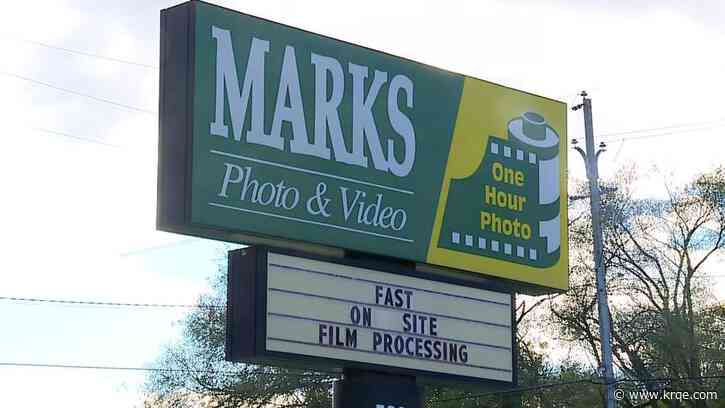 MARKS
Photo & Video
One
Hour
Photo
FAST
ON SITE
FILM PROCESSING
www.krqe.com